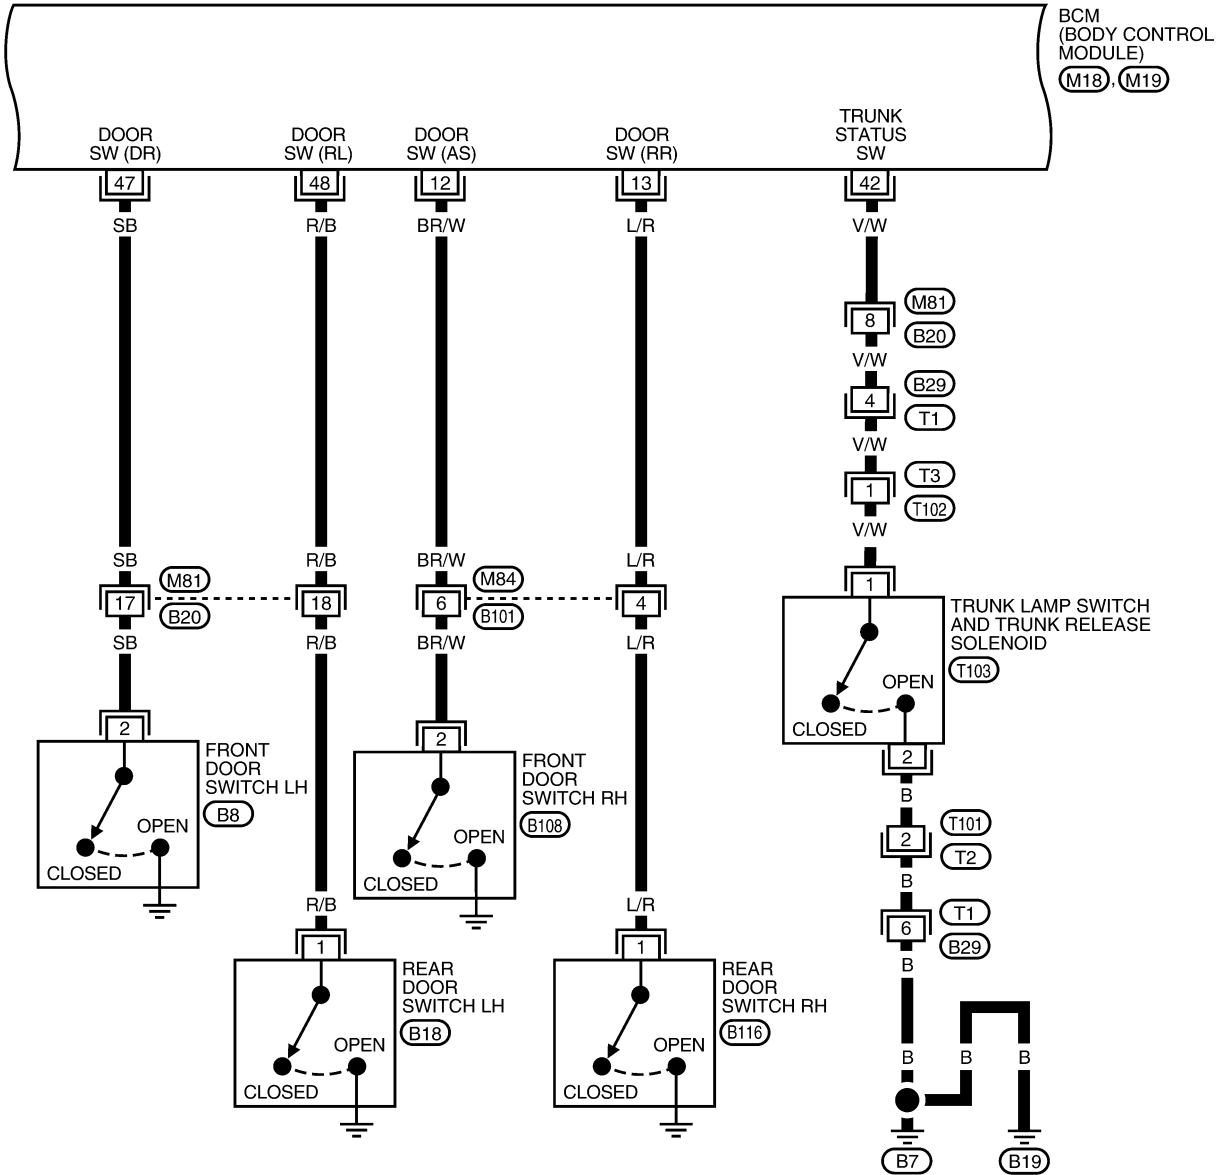 BCM
(BODY CONTROL
MODULE)
M18 , M19
DOOR
SW (DR)
DOOR
SW (RL)
DOOR
SW (AS)
DOOR
SW (RR)
TRUNK
STATUS
SW
47
48
12
13
42
SB
R/B
BR/W
L/R
V/W
8
M81
B20
V/W
4
B29
T1
V/W
1
T3
T102
V/W
SB
R/B
BR/W
L/R
17
M81
B20
18
6
M84
B101
4
SB
R/B
BR/W
L/R
1
TRUNK LAMP SWITCH
AND TRUNK RELEASE
SOLENOID
T103
OPEN
CLOSED
2
B
2
T101
T2
B
6
T1
B29
B
B
B
B
B7
B19
2
FRONT
DOOR
SWITCH LH
B8
OPEN
CLOSED
2
FRONT
DOOR
SWITCH RH
B108
OPEN
CLOSED
R/B
1
REAR
DOOR
SWITCH LH
B18
OPEN
CLOSED
L/R
1
REAR
DOOR
SWITCH RH
B116
OPEN
CLOSED